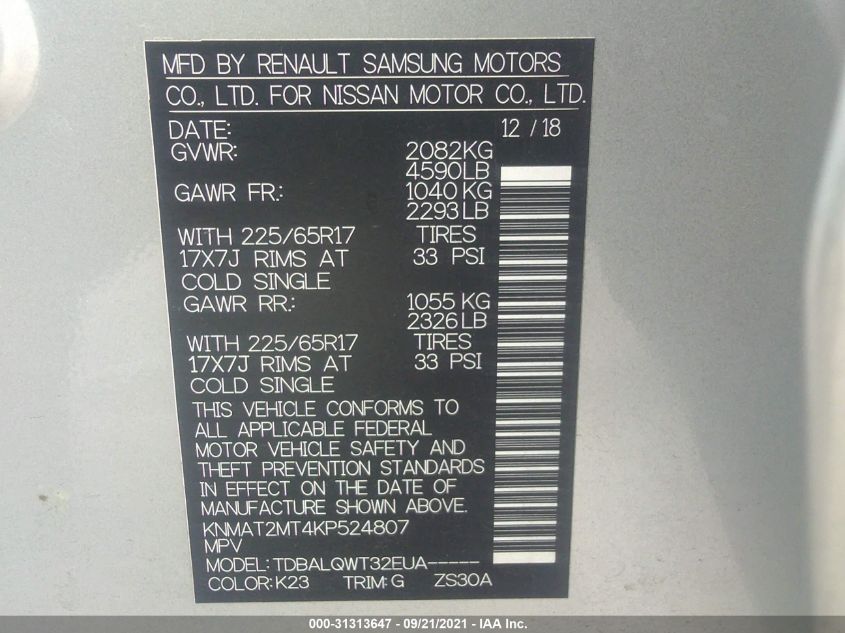 MFD BY RENAULT SAMSUNG MOTORS
CO., LTD. FOR NISSAN MOTOR CO., LTD.
DATE: 12 / 18
GVWR: 2082KG
4590LB
GAWR FR.: 1040 KG
2293 LB
WITH 225/65R17 TIRES
17X7J RIMS AT 33 PSI
COLD SINGLE
GAWR RR.: 1055 KG
2326 LB
WITH 225/65R17 TIRES
17X7J RIMS AT 33 PSI
COLD SINGLE
THIS VEHICLE CONFORMS TO
ALL APPLICABLE FEDERAL
MOTOR VEHICLE SAFETY AND
THEFT PREVENTION STANDARDS
IN EFFECT ON THE DATE OF
MANUFACTURE SHOWN ABOVE.
KNMAT2MT4KP524807
MPV
MODEL: TDBALQWT32EUA-----
COLOR: K23 TRIM: G ZS30A
000-31313647 - 09/21/2021 - IAA Inc.